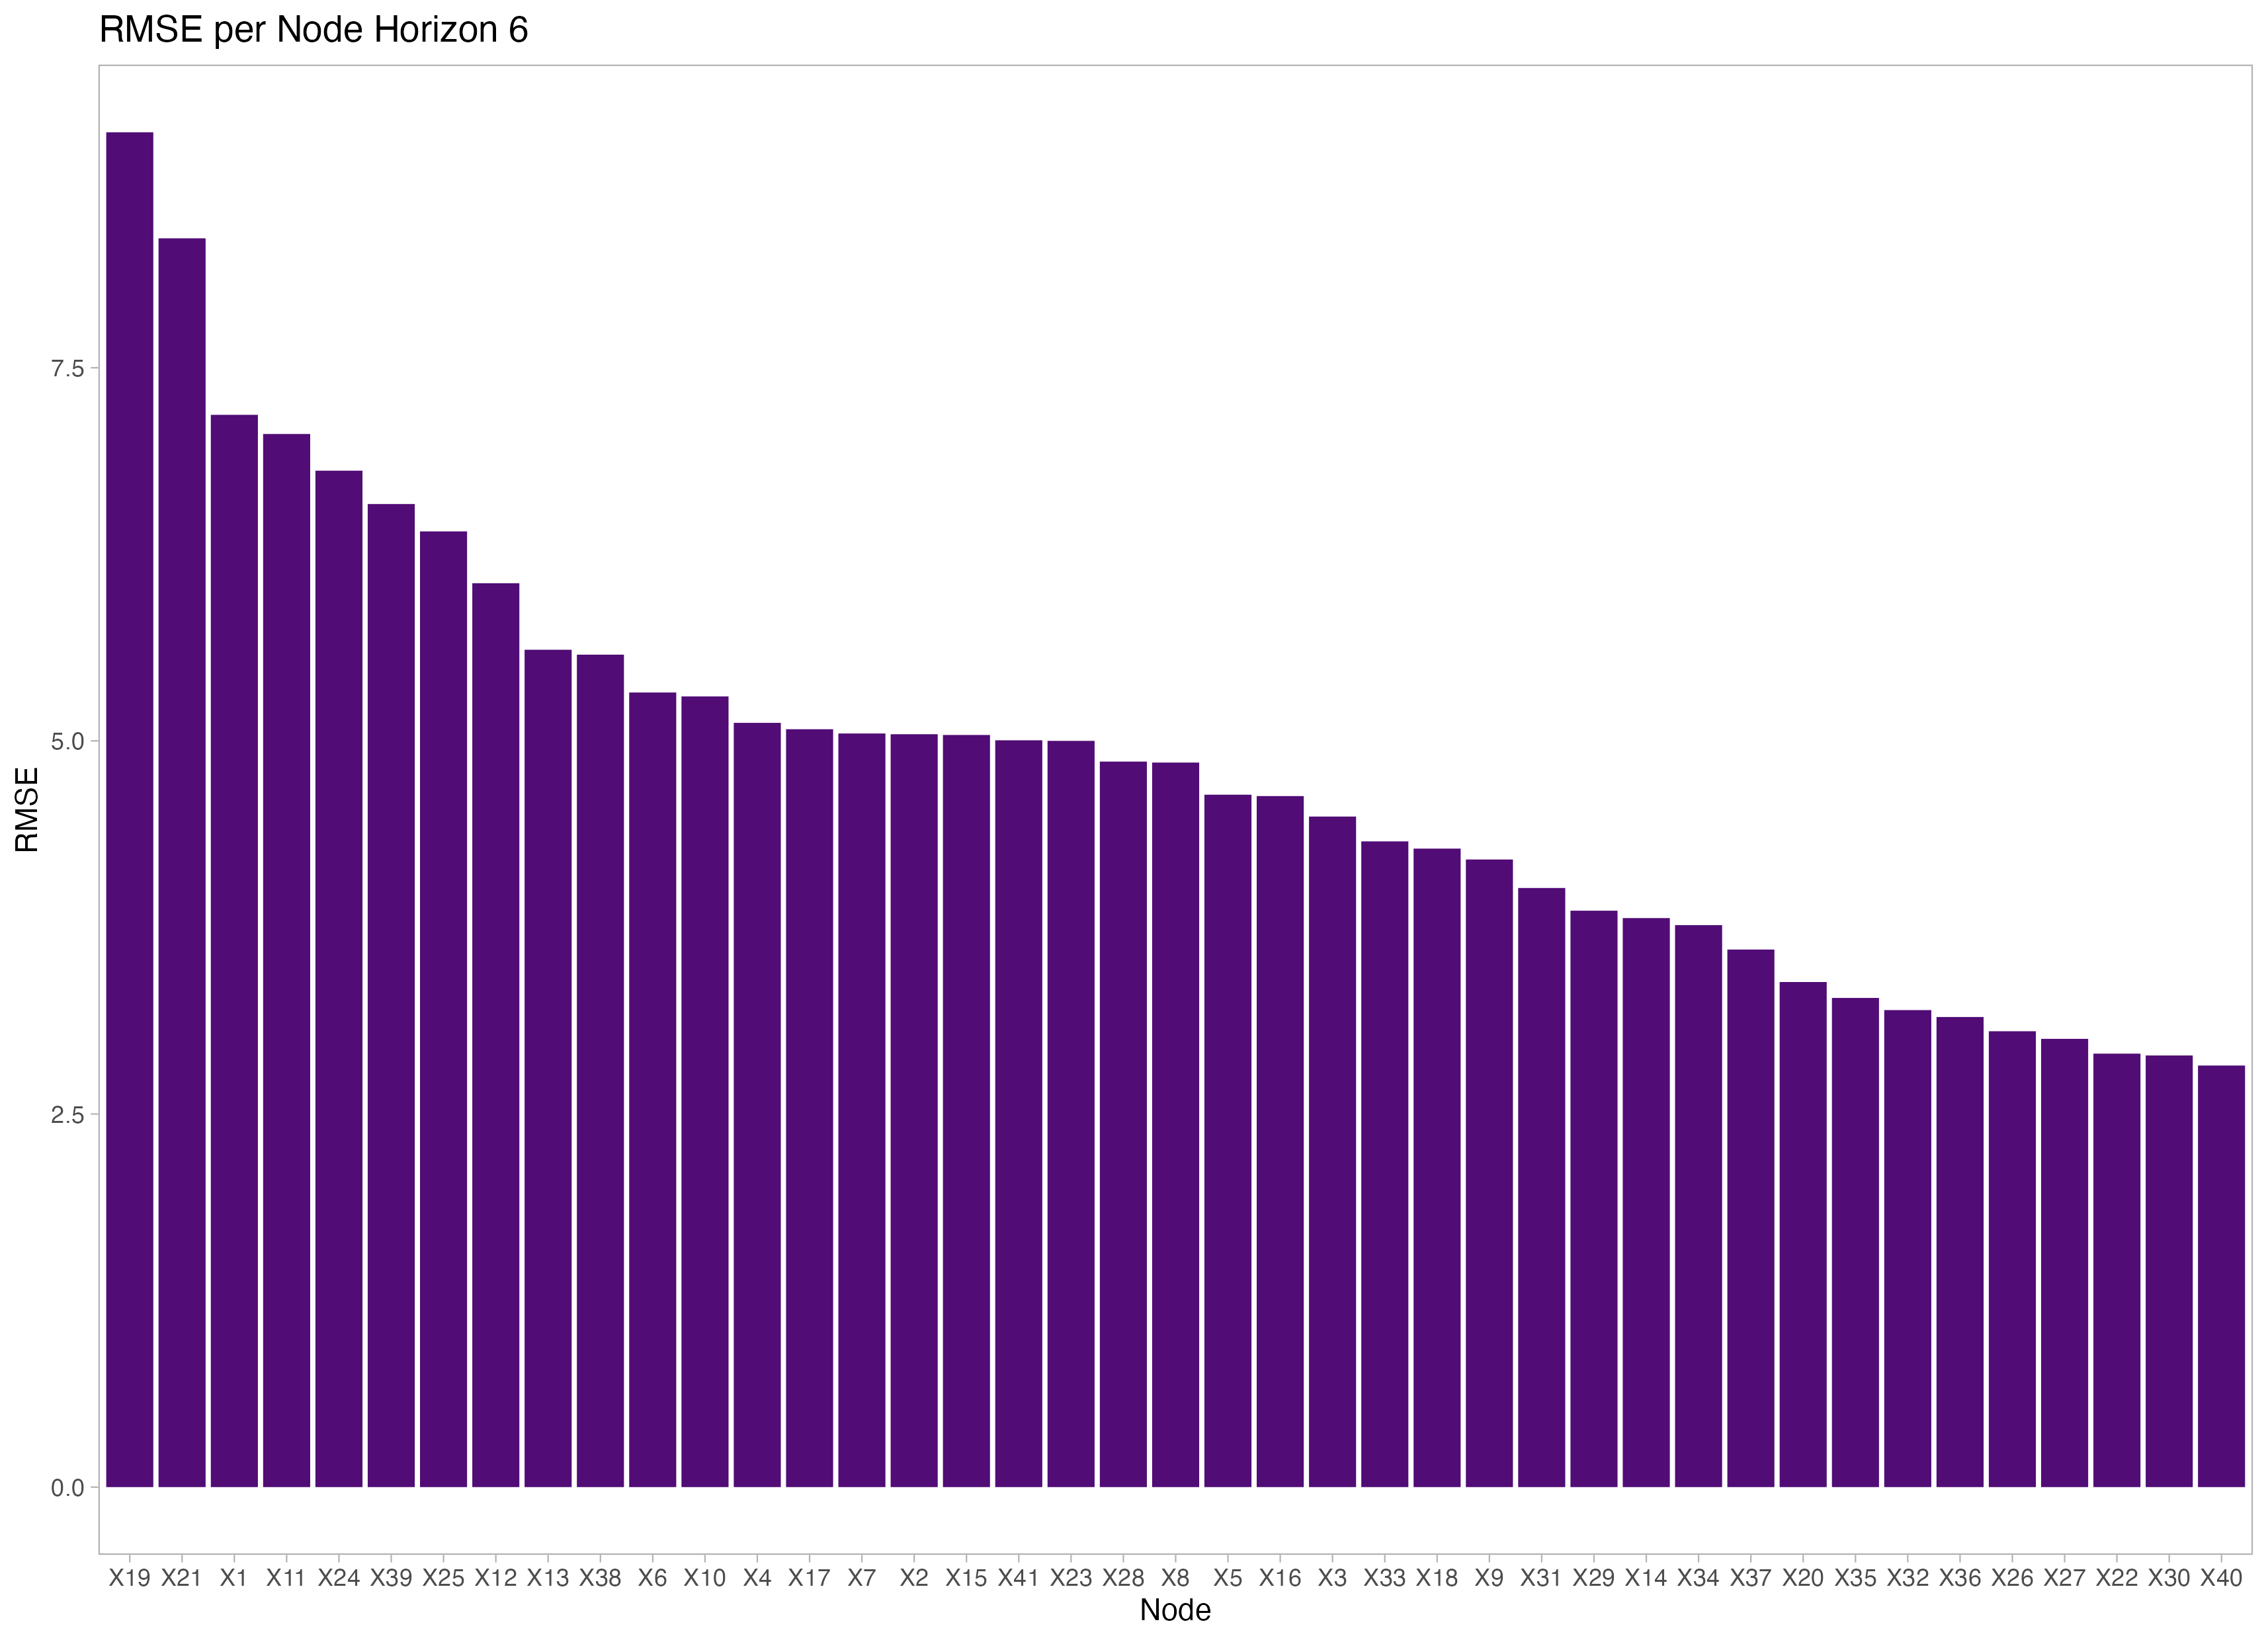 RMSE per Node Horizon 6
RMSE
7.5
5.0
2.5
0.0
X19 X21 X1 X11 X24 X39 X25 X12 X13 X38 X6 X10 X4 X17 X7 X2 X15 X41 X23 X28 X8 X5 X16 X3 X33 X18 X9 X31 X29 X14 X34 X37 X20 X35 X32 X36 X26 X27 X22 X30 X40
Node